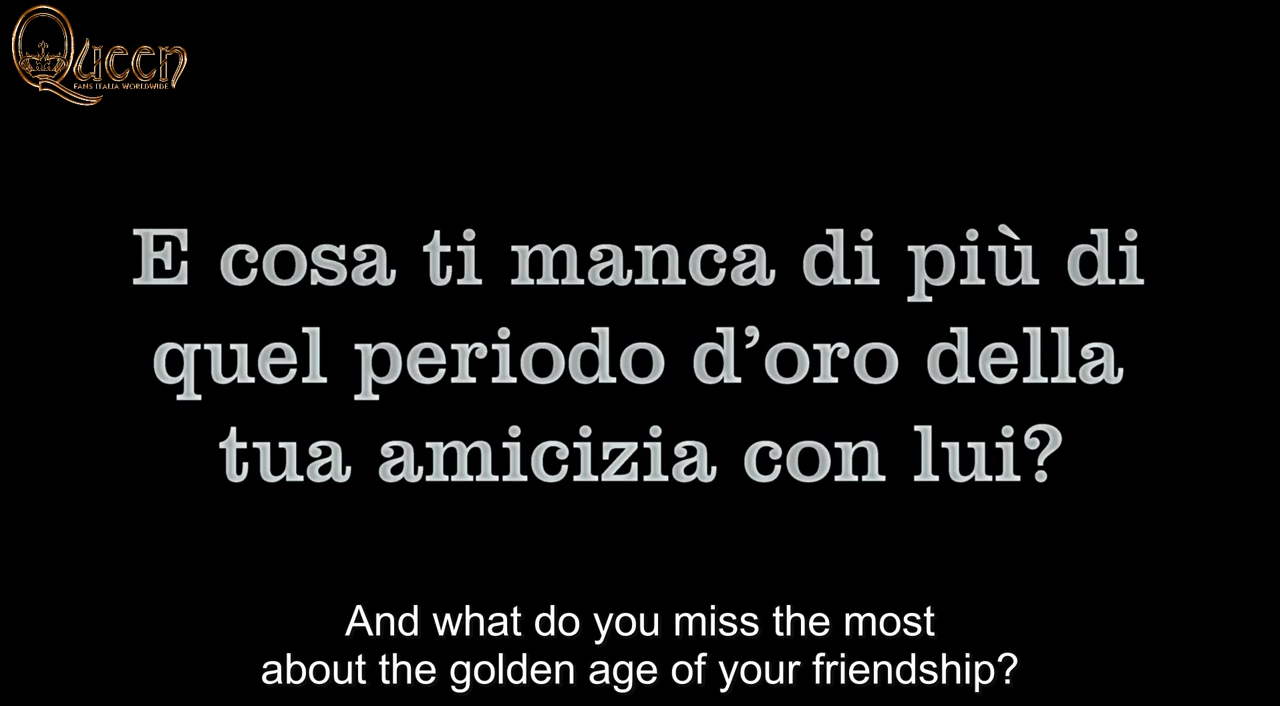 Queen
FANS ITALIA WORLDWIDE
E cosa ti manca di più di
quel periodo d’oro della
tua amicizia con lui?
And what do you miss the most
about the golden age of your friendship?